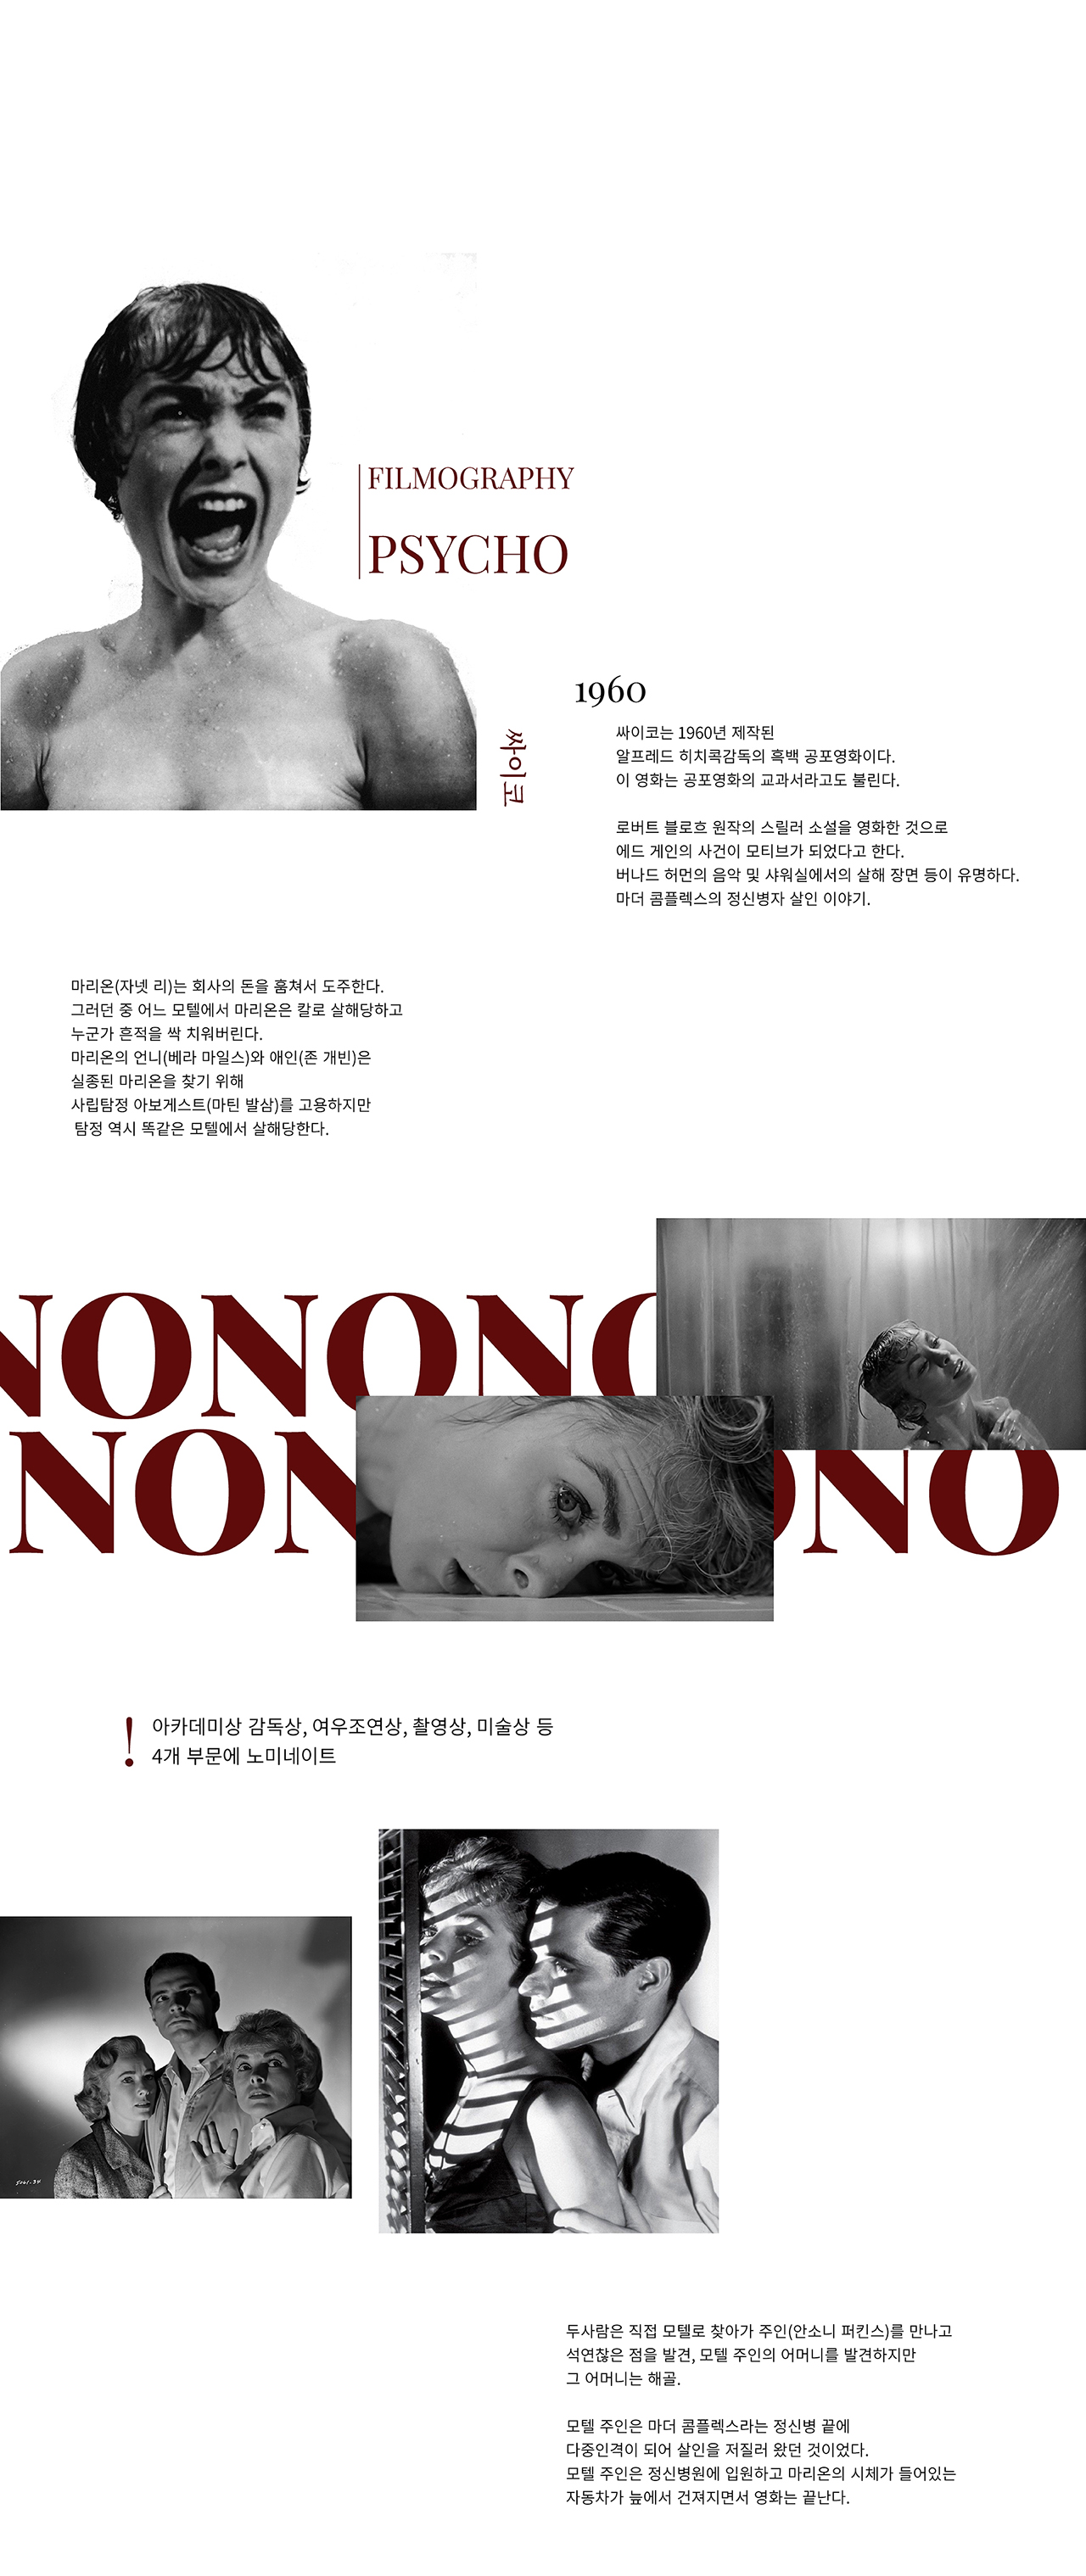 FILMOGRAPHY
PSYCHO
1960
싸이코
싸이코는 1960년 제작된
알프레드 히치콕감독의 흑백 공포영화이다.
이 영화는 공포영화의 교과서라고도 불린다.
로버트 블로흐 원작의 스릴러 소설을 영화한 것으로
에드 게인의 사건이 모티브가 되었다고 한다.
버나드 허먼의 음악 및 샤워실에서의 살해 장면 등이 유명하다.
마더 콤플렉스의 정신병자 살인 이야기.
마리온(자넷 리)는 회사의 돈을 훔쳐서 도주한다.
그러던 중 어느 모텔에서 마리온은 칼로 살해당하고
누군가 흔적을 싹 치워버린다.
마리온의 언니(베라 마일스)와 애인(존 개빈)은
실종된 마리온을 찾기 위해
사립탐정 아보게스트(마틴 발삼)를 고용하지만
탐정 역시 똑같은 모텔에서 살해당한다.
NONONO
NON ONO
! 아카데미상 감독상, 여우조연상, 촬영상, 미술상 등
4개 부문에 노미네이트
두사람은 직접 모텔로 찾아가 주인(안소니 퍼킨스)를 만나고
석연찮은 점을 발견, 모텔 주인의 어머니를 발견하지만
그 어머니는 해골.
모텔 주인은 마더 콤플렉스라는 정신병 끝에
다중인격이 되어 살인을 저질러 왔던 것이었다.
모텔 주인은 정신병원에 입원하고 마리온의 시체가 들어있는
자동차가 늪에서 건져지면서 영화는 끝난다.